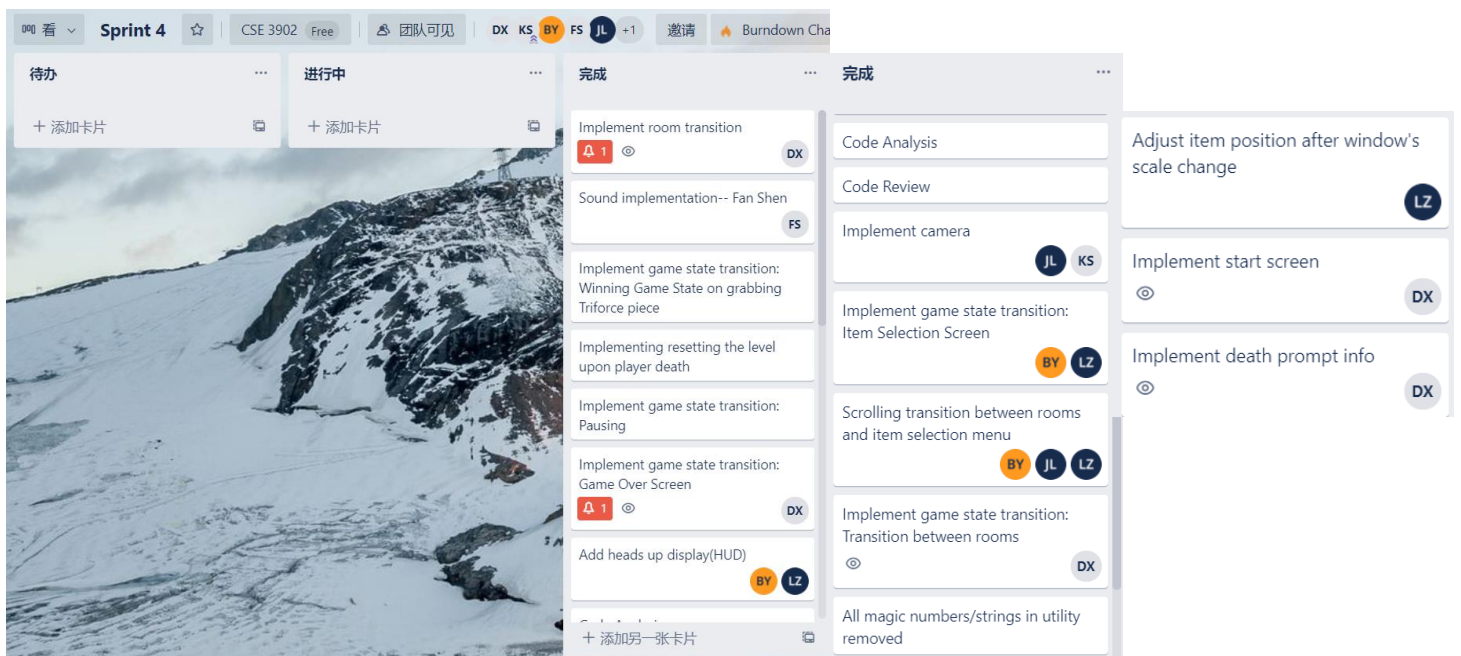 看
Sprint 4
CSE 3902
Free
团队可见
DX
KS
BY
FS
JL
+1
邀请
Burndown Cha
待办
添加卡片
进行中
添加卡片
完成
Implement room transition
1
DX
Sound implementation-- Fan Shen
FS
Implement game state transition:
Winning Game State on grabbing
Triforce piece
Implementing resetting the level
upon player death
Implement game state transition:
Pausing
Implement game state transition:
Game Over Screen
1
DX
Add heads up display(HUD)
BY
LZ
添加另一张卡片
完成
Code Analysis
Code Review
Implement camera
JL
KS
Implement game state transition:
Item Selection Screen
BY
LZ
Scrolling transition between rooms
and item selection menu
BY
JL
LZ
Implement game state transition:
Transition between rooms
DX
All magic numbers/strings in utility
removed
Adjust item position after window's
scale change
LZ
Implement start screen
DX
Implement death prompt info
DX